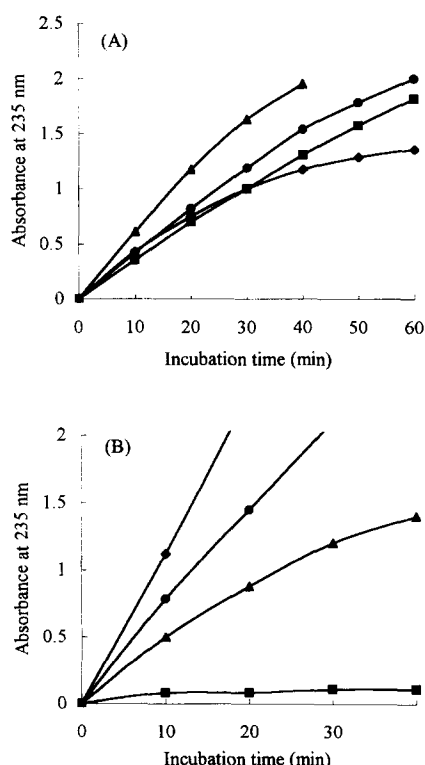 (A)
2.5
2
1.5
1
0.5
0
Absorbance at 235 nm
0 10 20 30 40 50 60
Incubation time (min)
(B)
2
1.5
1
0.5
0
Absorbance at 235 nm
0 10 20 30
Incubation time (min)